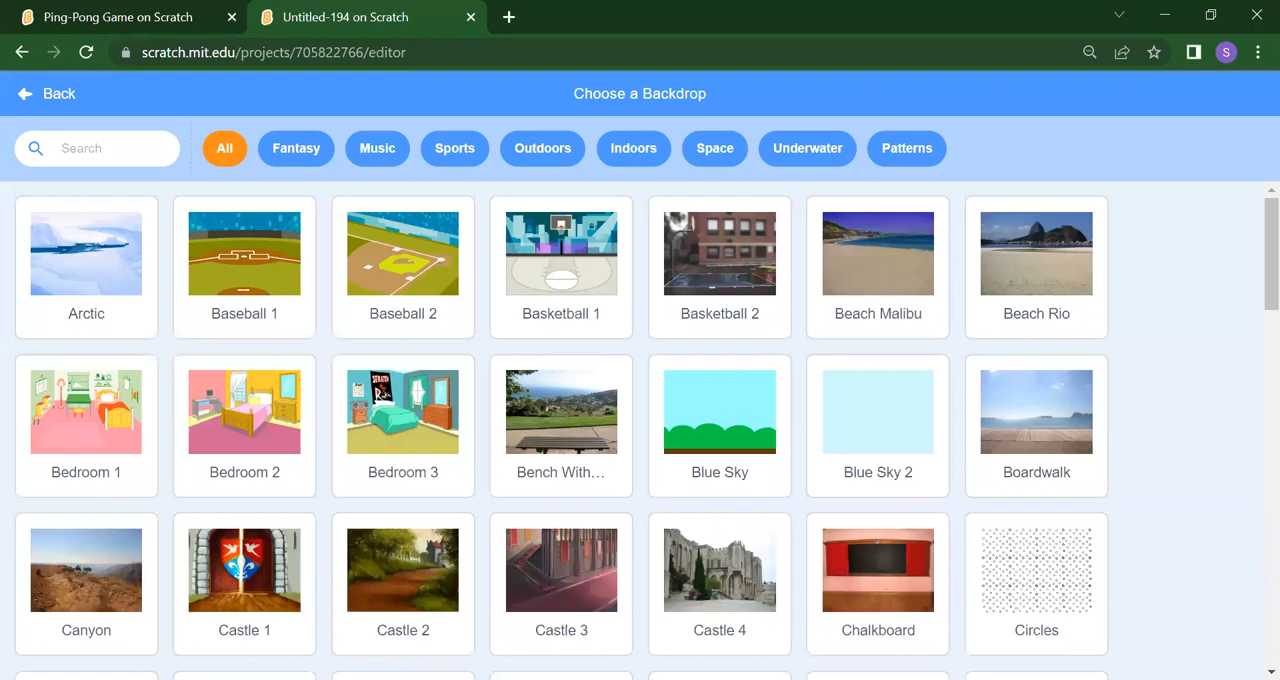 Ping-Pong Game on Scratch
Untitled-194 on Scratch
scratch.mit.edu/projects/705822766/editor
S
Back
Choose a Backdrop
Search
All
Fantasy
Music
Sports
Outdoors
Indoors
Space
Underwater
Patterns
Arctic
Baseball 1
Baseball 2
Basketball 1
Basketball 2
Beach Malibu
Beach Rio
Bedroom 1
Bedroom 2
Bedroom 3
Bench With...
Blue Sky
Blue Sky 2
Boardwalk
Canyon
Castle 1
Castle 2
Castle 3
Castle 4
Chalkboard
Circles